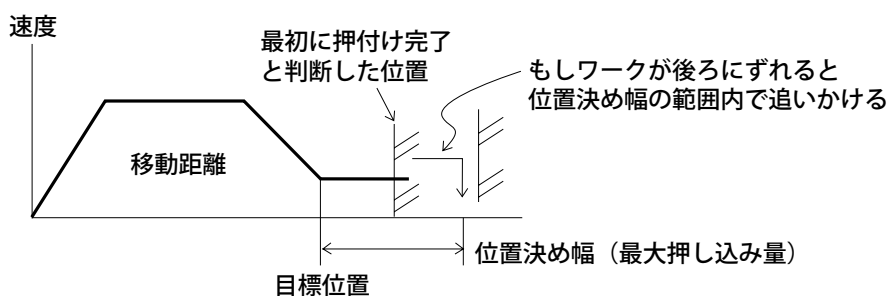 速度
最初に押付け完了
と判断した位置
もしワークが後ろにずれると
位置決め幅の範囲内で追いかける
移動距離
位置決め幅（最大押し込み量）
目標位置